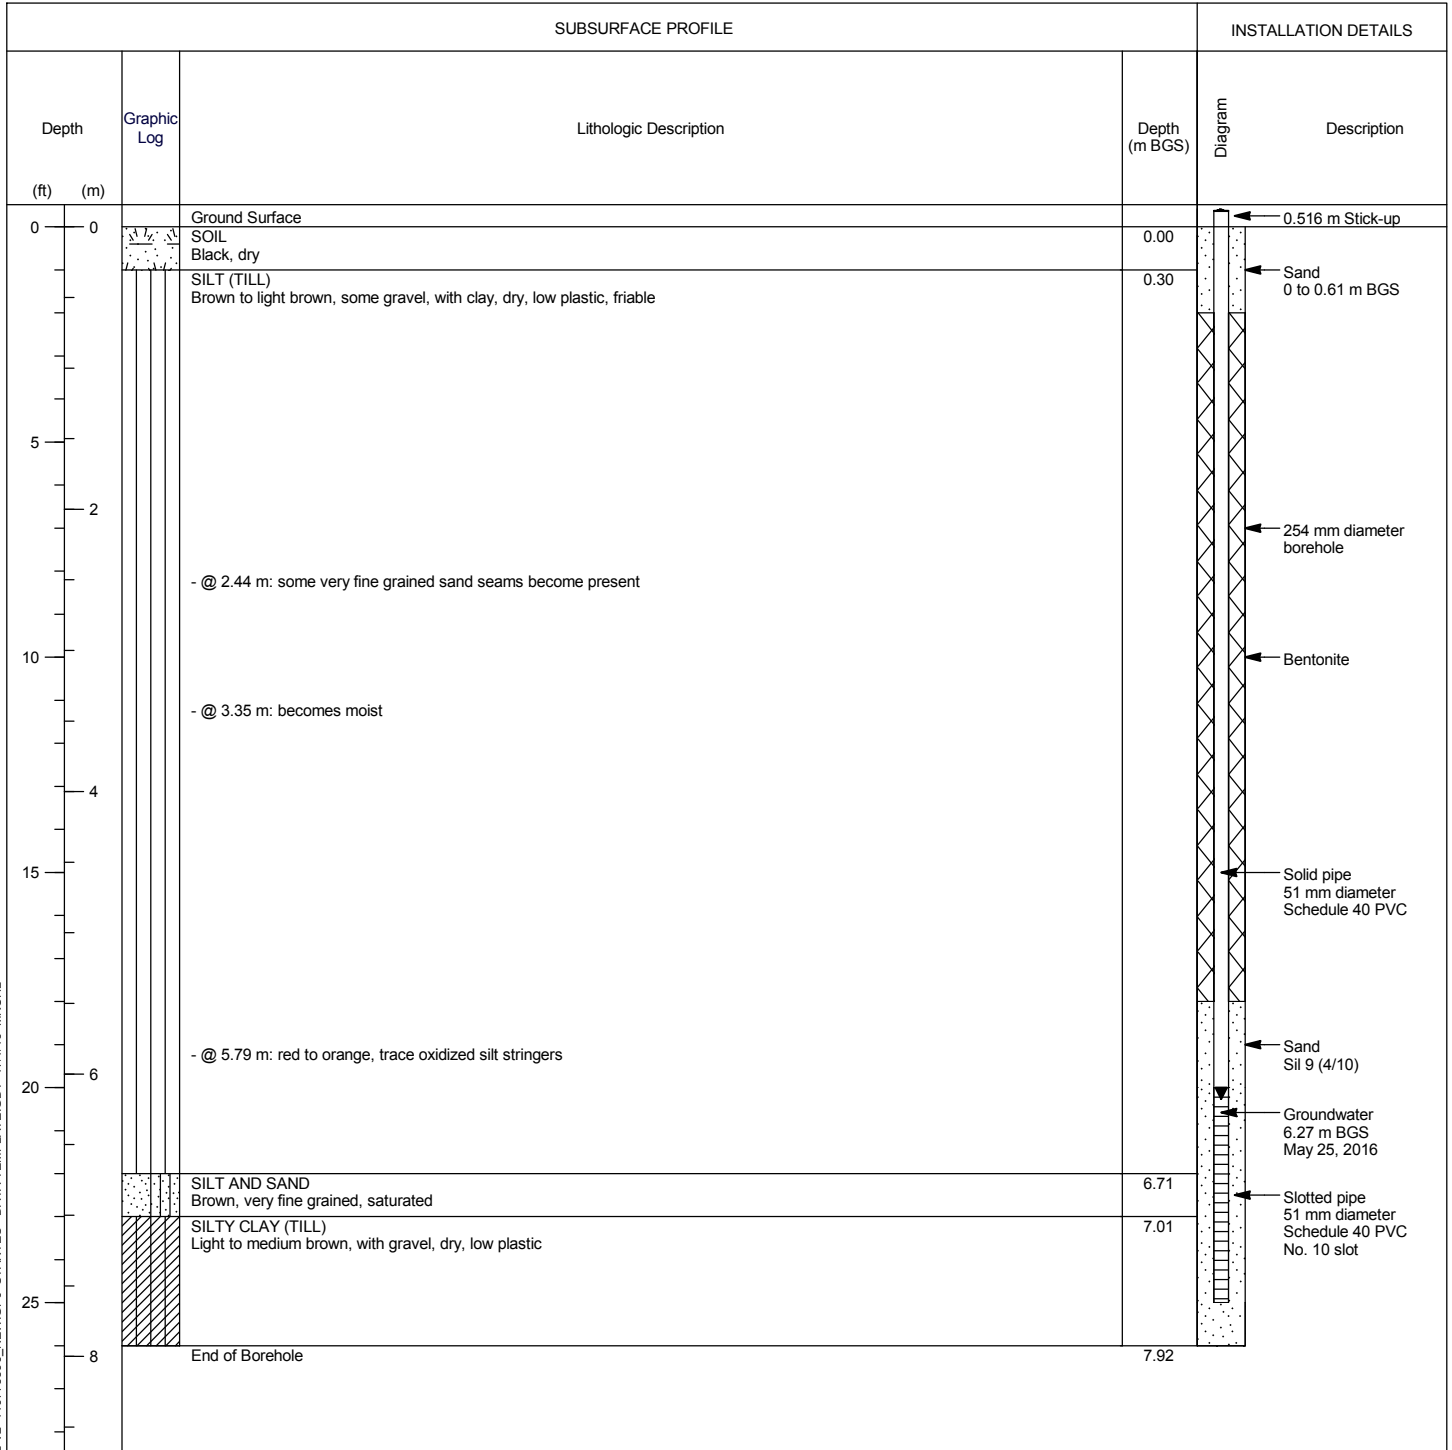 SUBSURFACE PROFILE
INSTALLATION DETAILS
Depth
Graphic
Log
Lithologic Description
Depth
(m BGS)
Diagram
Description
(ft) (m)
Ground Surface
0.516 m Stick-up
0 0
SOIL
0.00
Black, dry
SILT (TILL)
0.30
Brown to light brown, some gravel, with clay, dry, low plastic, friable
Sand
0 to 0.61 m BGS
5
2
254 mm diameter
borehole
- @ 2.44 m: some very fine grained sand seams become present
10
Bentonite
- @ 3.35 m: becomes moist
4
15
Solid pipe
51 mm diameter
Schedule 40 PVC
- @ 5.79 m: red to orange, trace oxidized silt stringers
Sand
Sil 9 (4/10)
6
20
Groundwater
6.27 m BGS
May 25, 2016
SILT AND SAND
6.71
Brown, very fine grained, saturated
Slotted pipe
51 mm diameter
Schedule 40 PVC
No. 10 slot
SILTY CLAY (TILL)
7.01
Light to medium brown, with gravel, dry, low plastic
25
8
End of Borehole
7.92